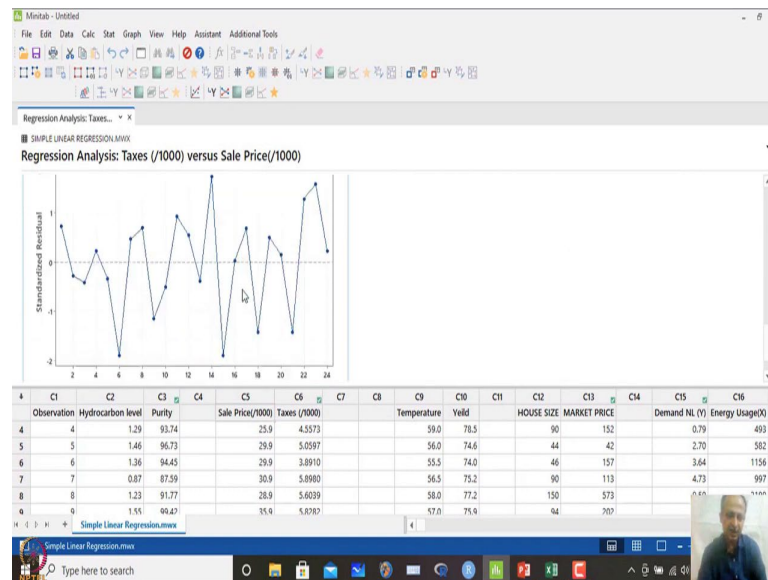 Minitab - Untitled
File Edit Data Calc Stat Graph View Help Assistant Additional Tools
Regression Analysis: Taxes...
SIMPLE LINEAR REGRESSION.MWX
Regression Analysis: Taxes (/1000) versus Sale Price(/1000)
Standardized Residual
1
0
-1
-2
2 4 6 8 10 12 14 16 18 20 22 24
C1 C2 C3 C4 C5 C6 C7 C8 C9 C10 C11 C12 C13 C14 C15 C16
Observation Hydrocarbon level Purity Sale Price(/1000) Taxes (/1000) Temperature Yeild HOUSE SIZE MARKET PRICE Demand NL (Y) Energy Usage(X)
4 4 1.29 93.74 25.9 4.5573 59.0 78.5 90 152 0.79 493
5 5 1.46 96.73 29.9 5.0597 56.0 74.6 44 42 2.70 582
6 6 1.36 94.45 29.9 3.8910 55.5 74.0 46 157 3.64 1156
7 7 0.87 87.59 30.9 5.8980 56.5 75.2 90 113 4.73 997
8 8 1.23 91.77 28.9 5.6039 58.0 77.2 150 573
9 9 1.55 99.42 35.9 5.8282 57.0 75.9 94 202
Simple Linear Regression.mwx
Simple Linear Regression.mwx
Type here to search
NPTEL